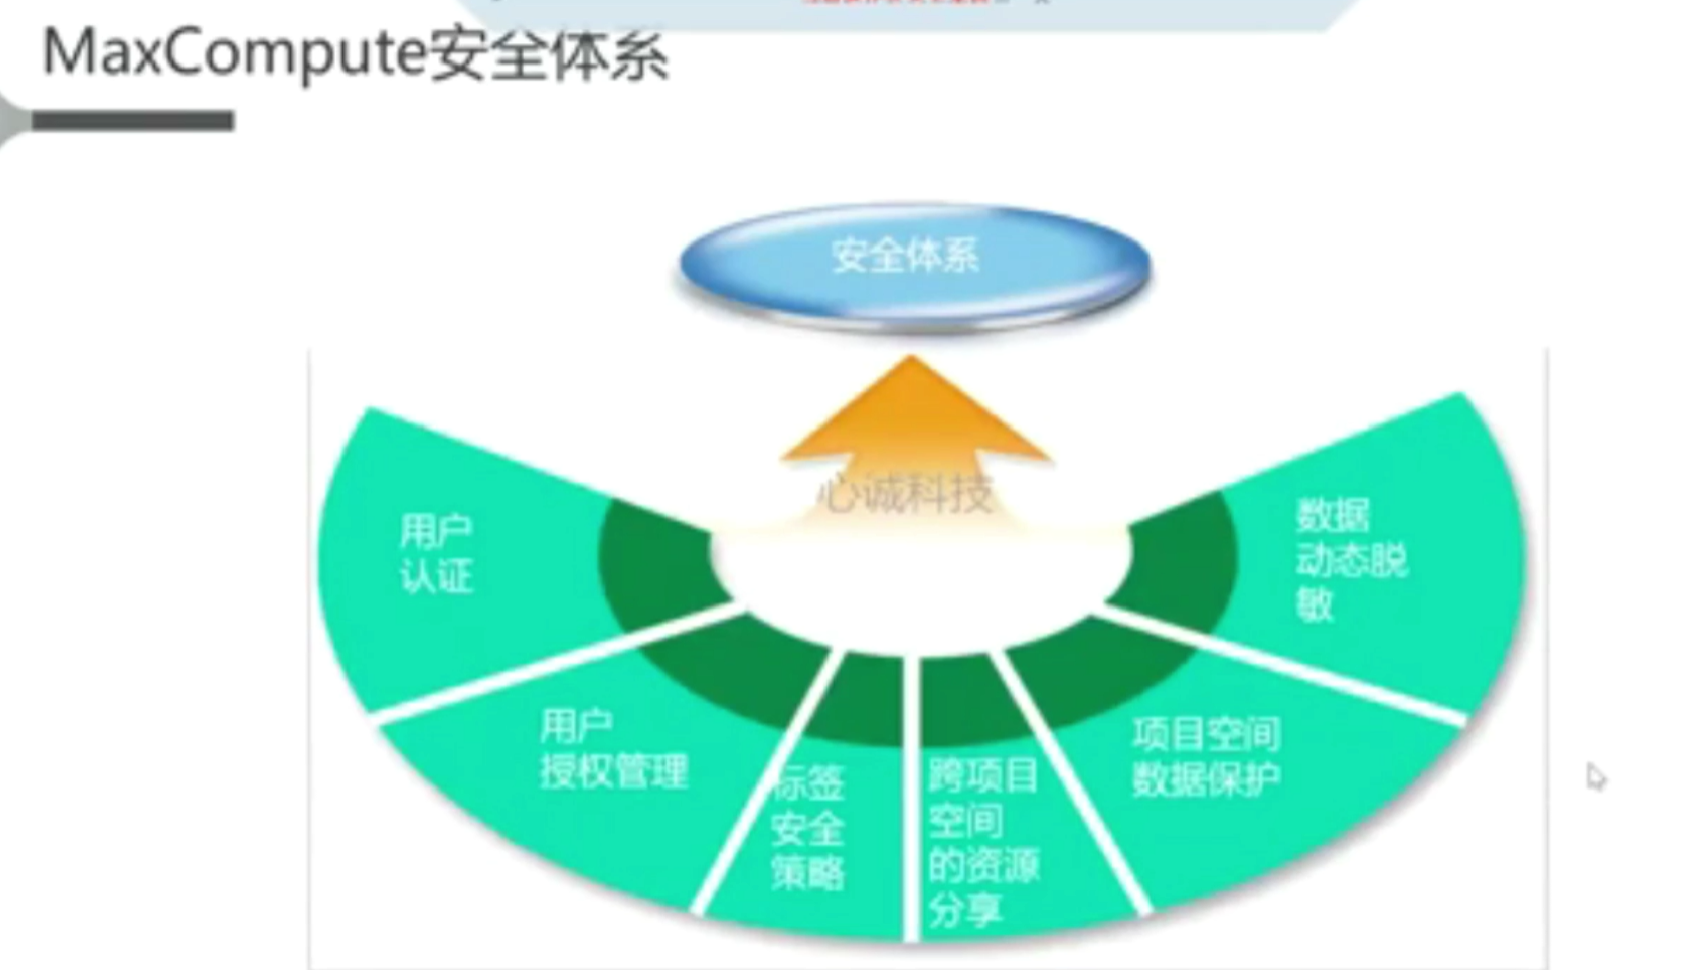 MaxCompute安全体系
安全体系
心诚科技
用户
认证
用户
授权管理
标签
安全
策略
跨项目
空间
的资源
分享
项目空间
数据保护
数据
动态脱
敏